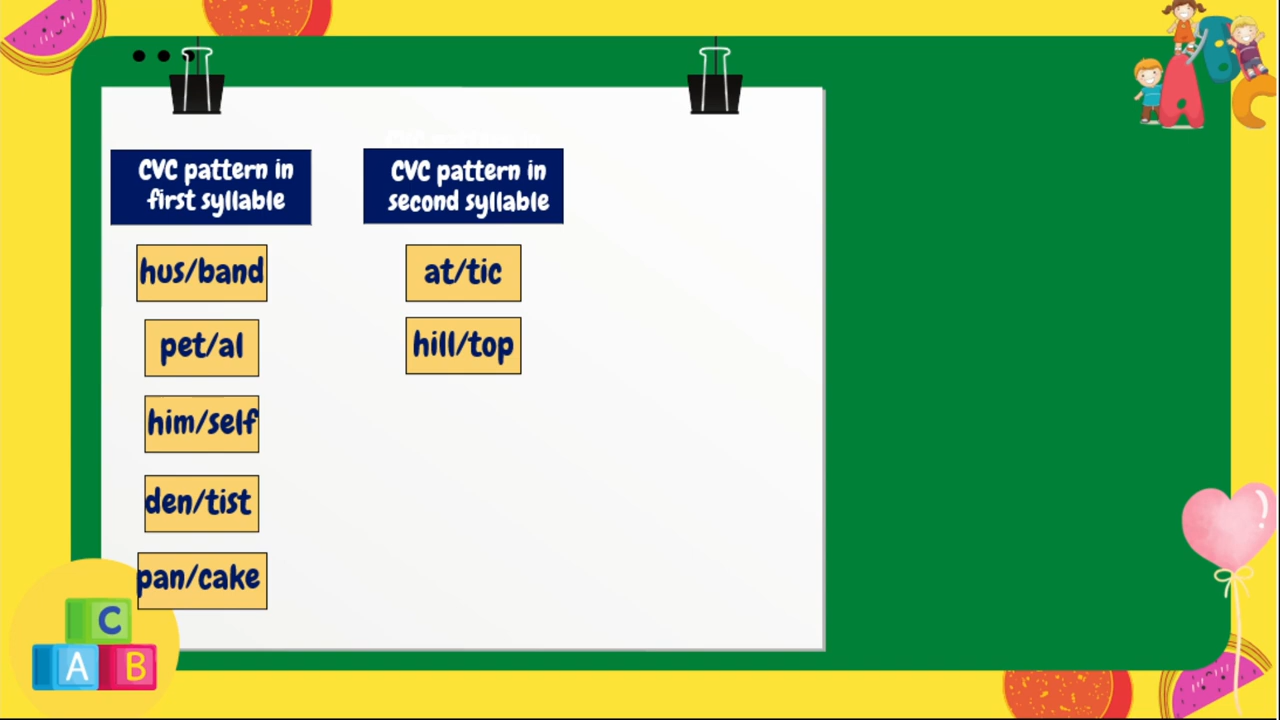 CVC pattern in
first syllable
hus/band
pet/al
him/self
den/tist
pan/cake
CVC pattern in
second syllable
at/tic
hill/top
A
B
C
C
A
B